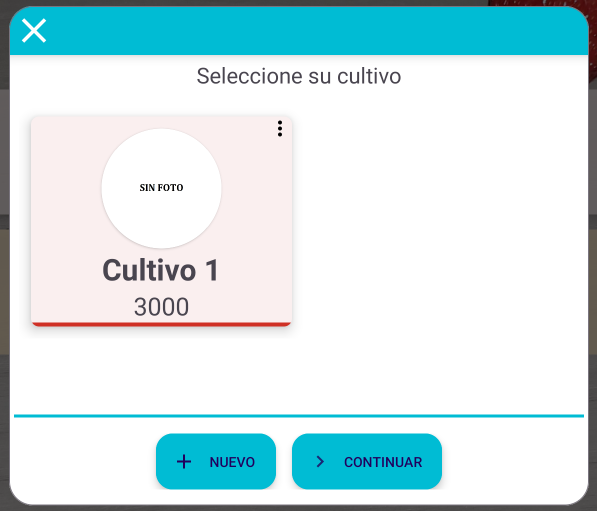 Seleccione su cultivo
SIN FOTO
Cultivo 1
3000
NUEVO
CONTINUAR